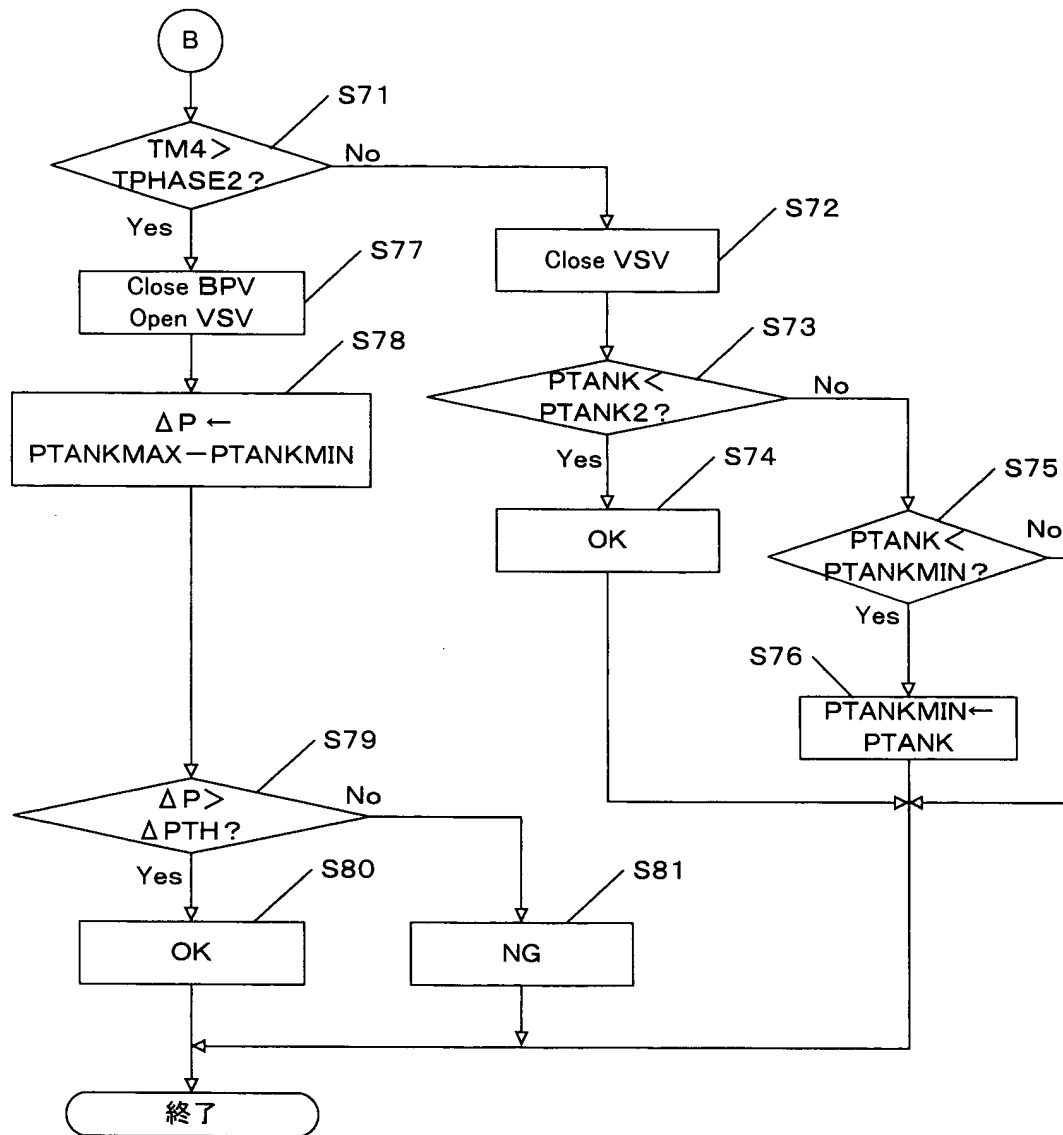 B
S71
TM4>
TPHASE2?
No
Yes
S72
Close VSV
S77
Close BPV
Open VSV
S73
PTANK<
PTANK2?
No
Yes
S78
ΔP←
PTANKMAX−PTANKMIN
S74
OK
S75
PTANK<
PTANKMIN?
No
Yes
S76
PTANKMIN←
PTANK
S79
ΔP>
ΔPTH?
No
Yes
S80
OK
S81
NG
終了